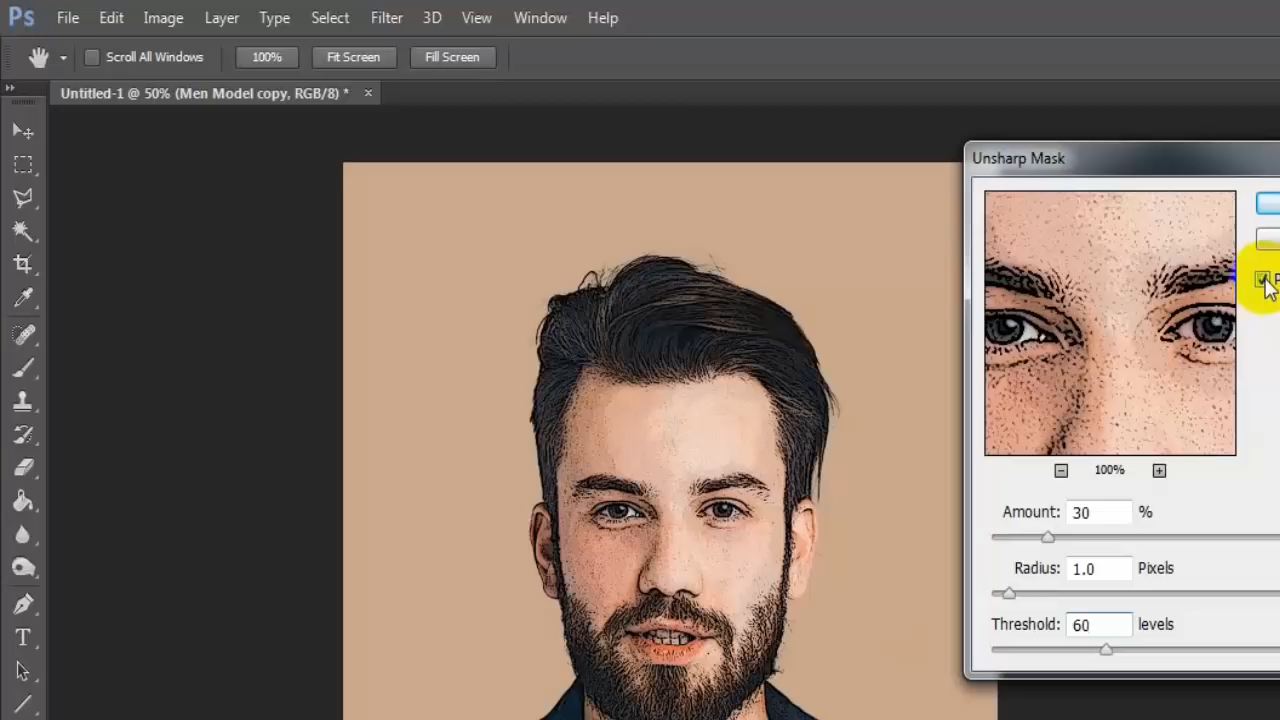 Ps File Edit Image Layer Type Select Filter 3D View Window Help
Scroll All Windows 100% Fit Screen Fill Screen
Untitled-1 @ 50% (Men Model copy, RGB/8) * ×
Unsharp Mask
100%
Amount: 30 %
Radius: 1.0 Pixels
Threshold: 60 levels
T